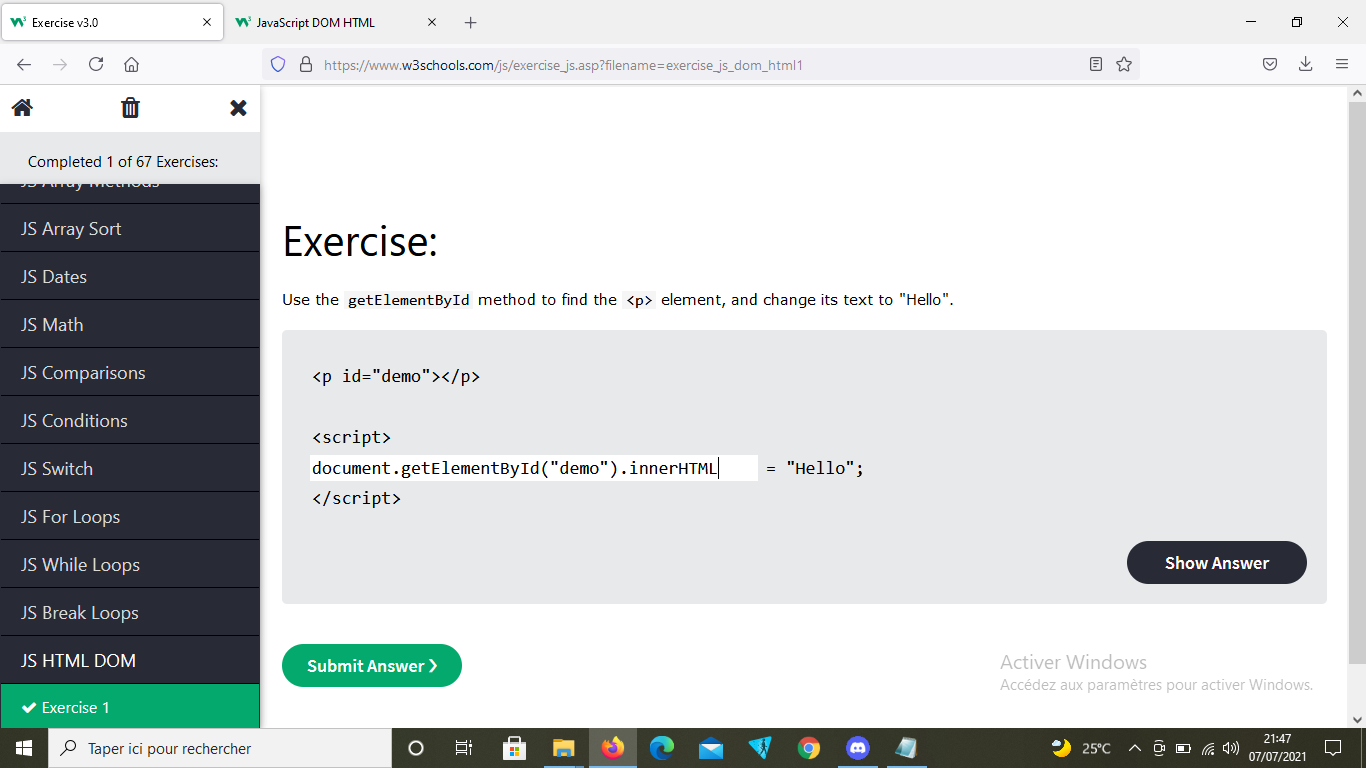 Exercise v3.0
JavaScript DOM HTML
https://www.w3schools.com/js/exercise_js.asp?filename=exercise_js_dom_html1
Completed 1 of 67 Exercises:
JS Array Methods
JS Array Sort
JS Dates
JS Math
JS Comparisons
JS Conditions
JS Switch
JS For Loops
JS While Loops
JS Break Loops
JS HTML DOM
Exercise 1
Exercise:
Use the getElementById method to find the <p> element, and change its text to "Hello".
<p id="demo"></p>
<script>
document.getElementById("demo").innerHTML = "Hello";
</script>
Show Answer
Submit Answer ❯
Activer Windows
Accédez aux paramètres pour activer Windows.
Taper ici pour rechercher
25°C
21:47
07/07/2021